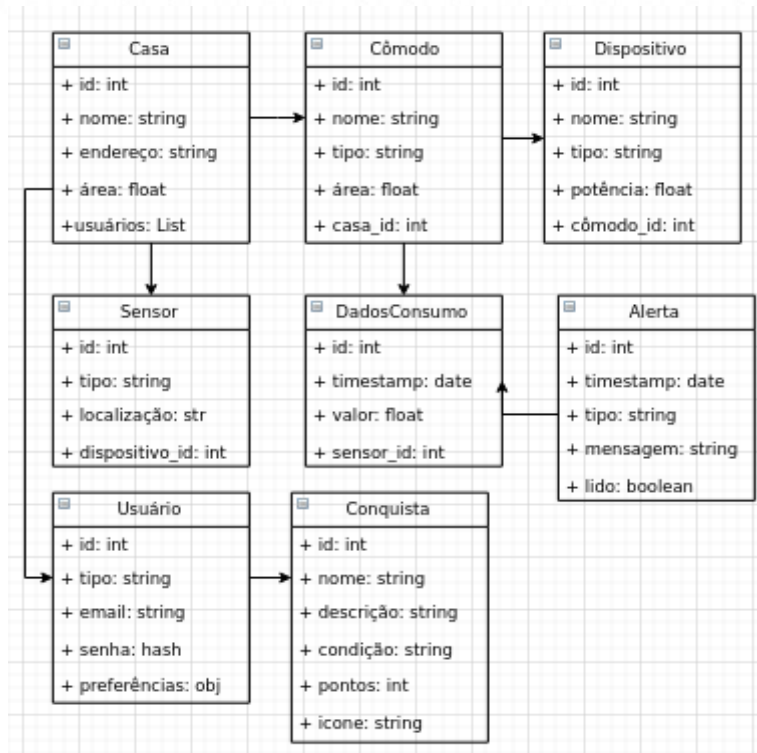 Casa
+ id: int
+ nome: string
+ endereço: string
+ área: float
+usuários: List
Cômodo
+ id: int
+ nome: string
+ tipo: string
+ área: float
+ casa_id: int
Dispositivo
+ id: int
+ nome: string
+ tipo: string
+ potência: float
+ cômodo_id: int
Sensor
+ id: int
+ tipo: string
+ localização: str
+ dispositivo_id: int
DadosConsumo
+ id: int
+ timestamp: date
+ valor: float
+ sensor_id: int
Alerta
+ id: int
+ timestamp: date
+ tipo: string
+ mensagem: string
+ lido: boolean
Usuário
+ id: int
+ tipo: string
+ email: string
+ senha: hash
+ preferências: obj
Conquista
+ id: int
+ nome: string
+ descrição: string
+ condição: string
+ pontos: int
+ icone: string